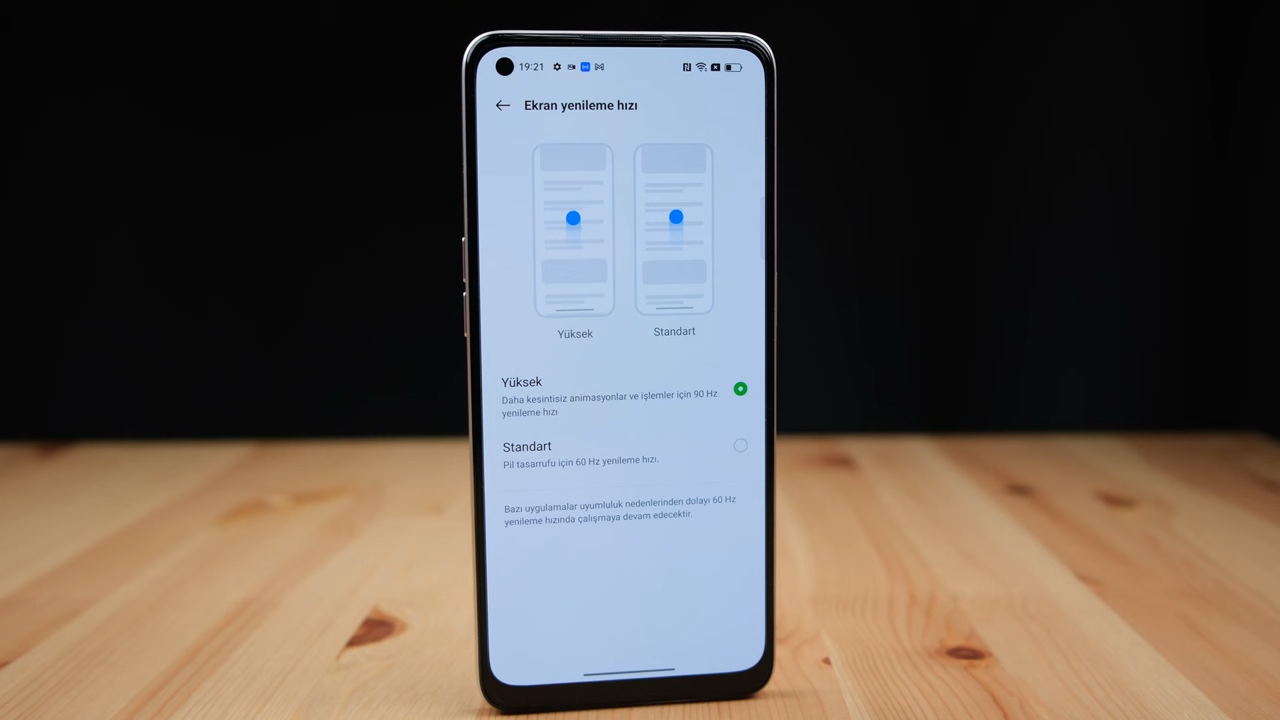 19:21
Ekran yenileme hızı
Yüksek
Standart
Yüksek
Daha kesintisiz animasyonlar ve işlemler için 90 Hz
yenileme hızı
Standart
Pil tasarrufu için 60 Hz yenileme hızı.
Bazı uygulamalar uyumluluk nedenlerinden dolayı 60 Hz
yenileme hızında çalışmaya devam edecektir.